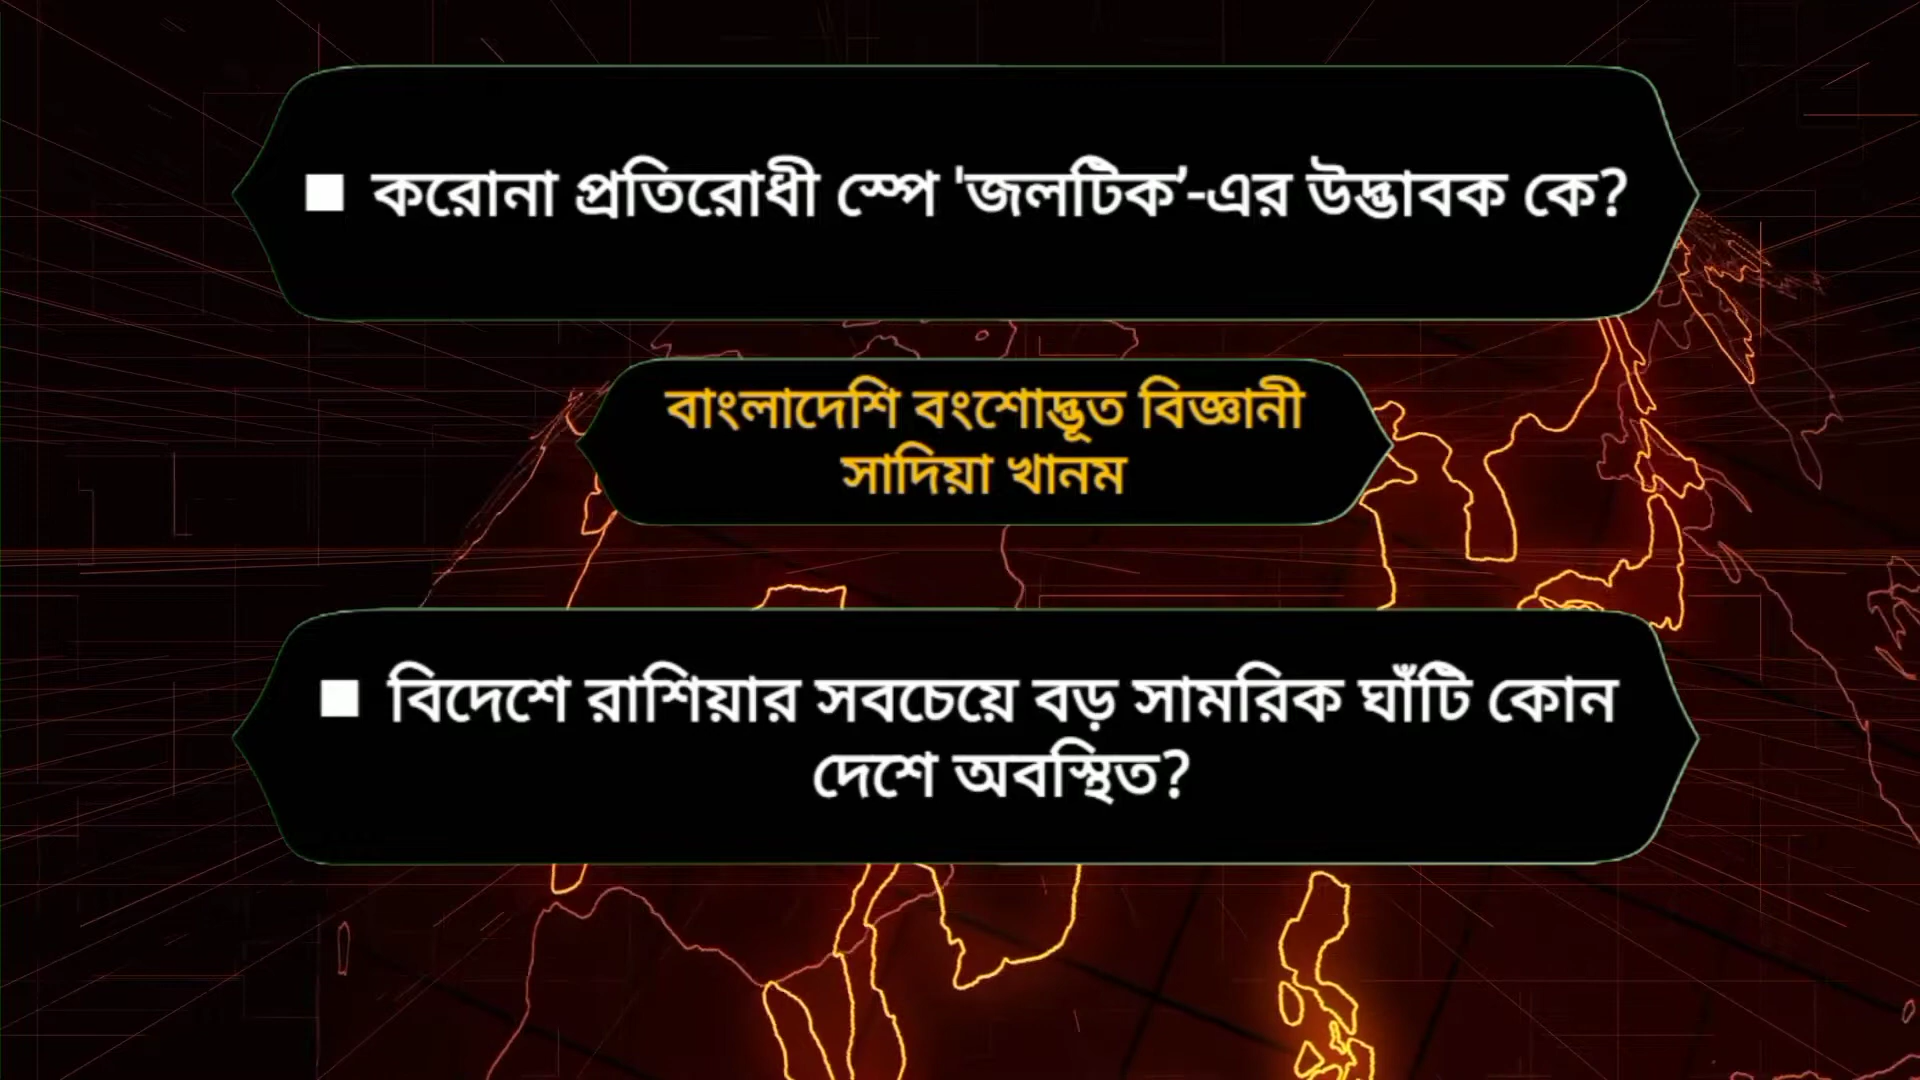 ■ করোনা প্রতিরোধী স্পে 'জলটিক’-এর উদ্ভাবক কে?
বাংলাদেশি বংশোদ্ভূত বিজ্ঞানী
সাদিয়া খানম
■ বিদেশে রাশিয়ার সবচেয়ে বড় সামরিক ঘাঁটি কোন
দেশে অবস্থিত?